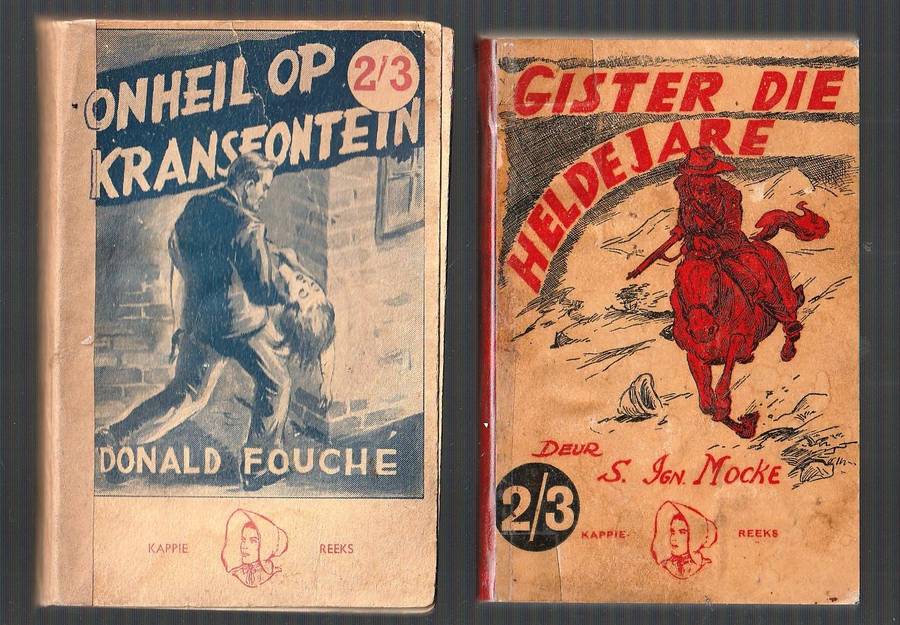 ONHEIL OP
2/3
KRANSFONTEIN
DONALD FOUCHÉ
KAPPIE REEKS
GISTER DIE
HELDEJARE
DEUR
S. IGN. MOCKE
2/3
KAPPIE- REEKS